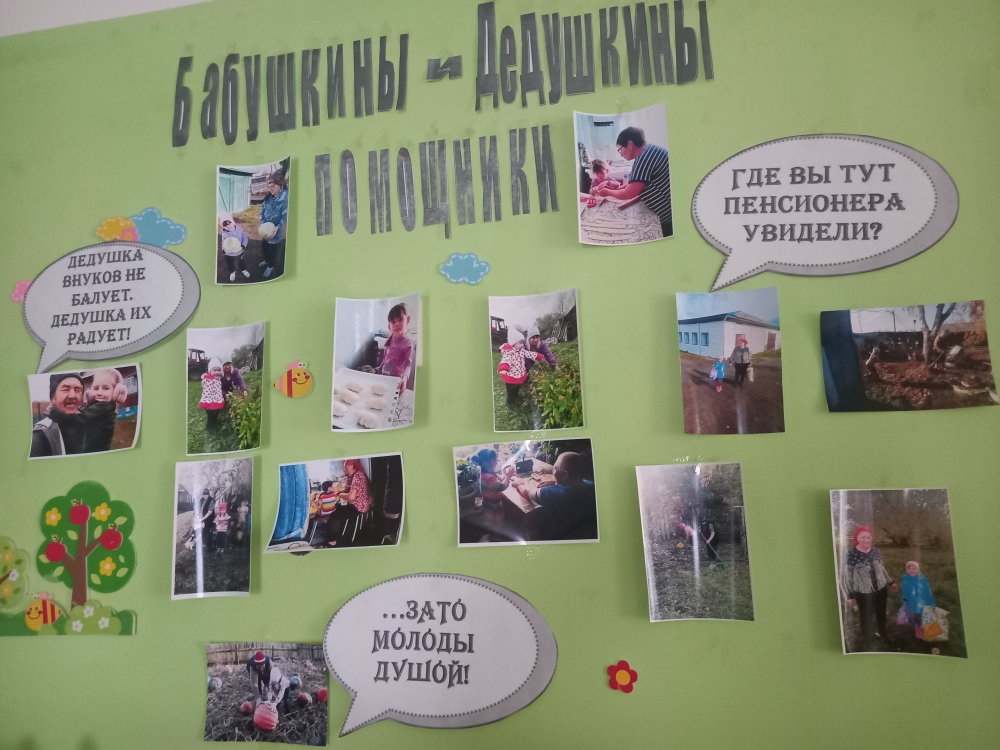 Бабушкины и Дедушкины
помощники
ГДЕ ВЫ ТУТ
ПЕНСИОНЕРА
УВИДЕЛИ?
ДЕДУШКА
ВНУКОВ НЕ
БАЛУЕТ.
ДЕДУШКА ИХ
РАДУЕТ!
...ЗАТО
МОЛОДЫ
ДУШОЙ!